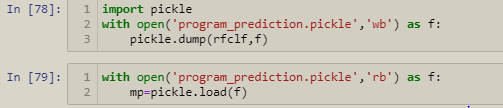 In [78]:
1 import pickle
2 with open('program_prediction.pickle','wb') as f:
3     pickle.dump(rfclf,f)
In [79]:
1 with open('program_prediction.pickle','rb') as f:
2     mp=pickle.load(f)